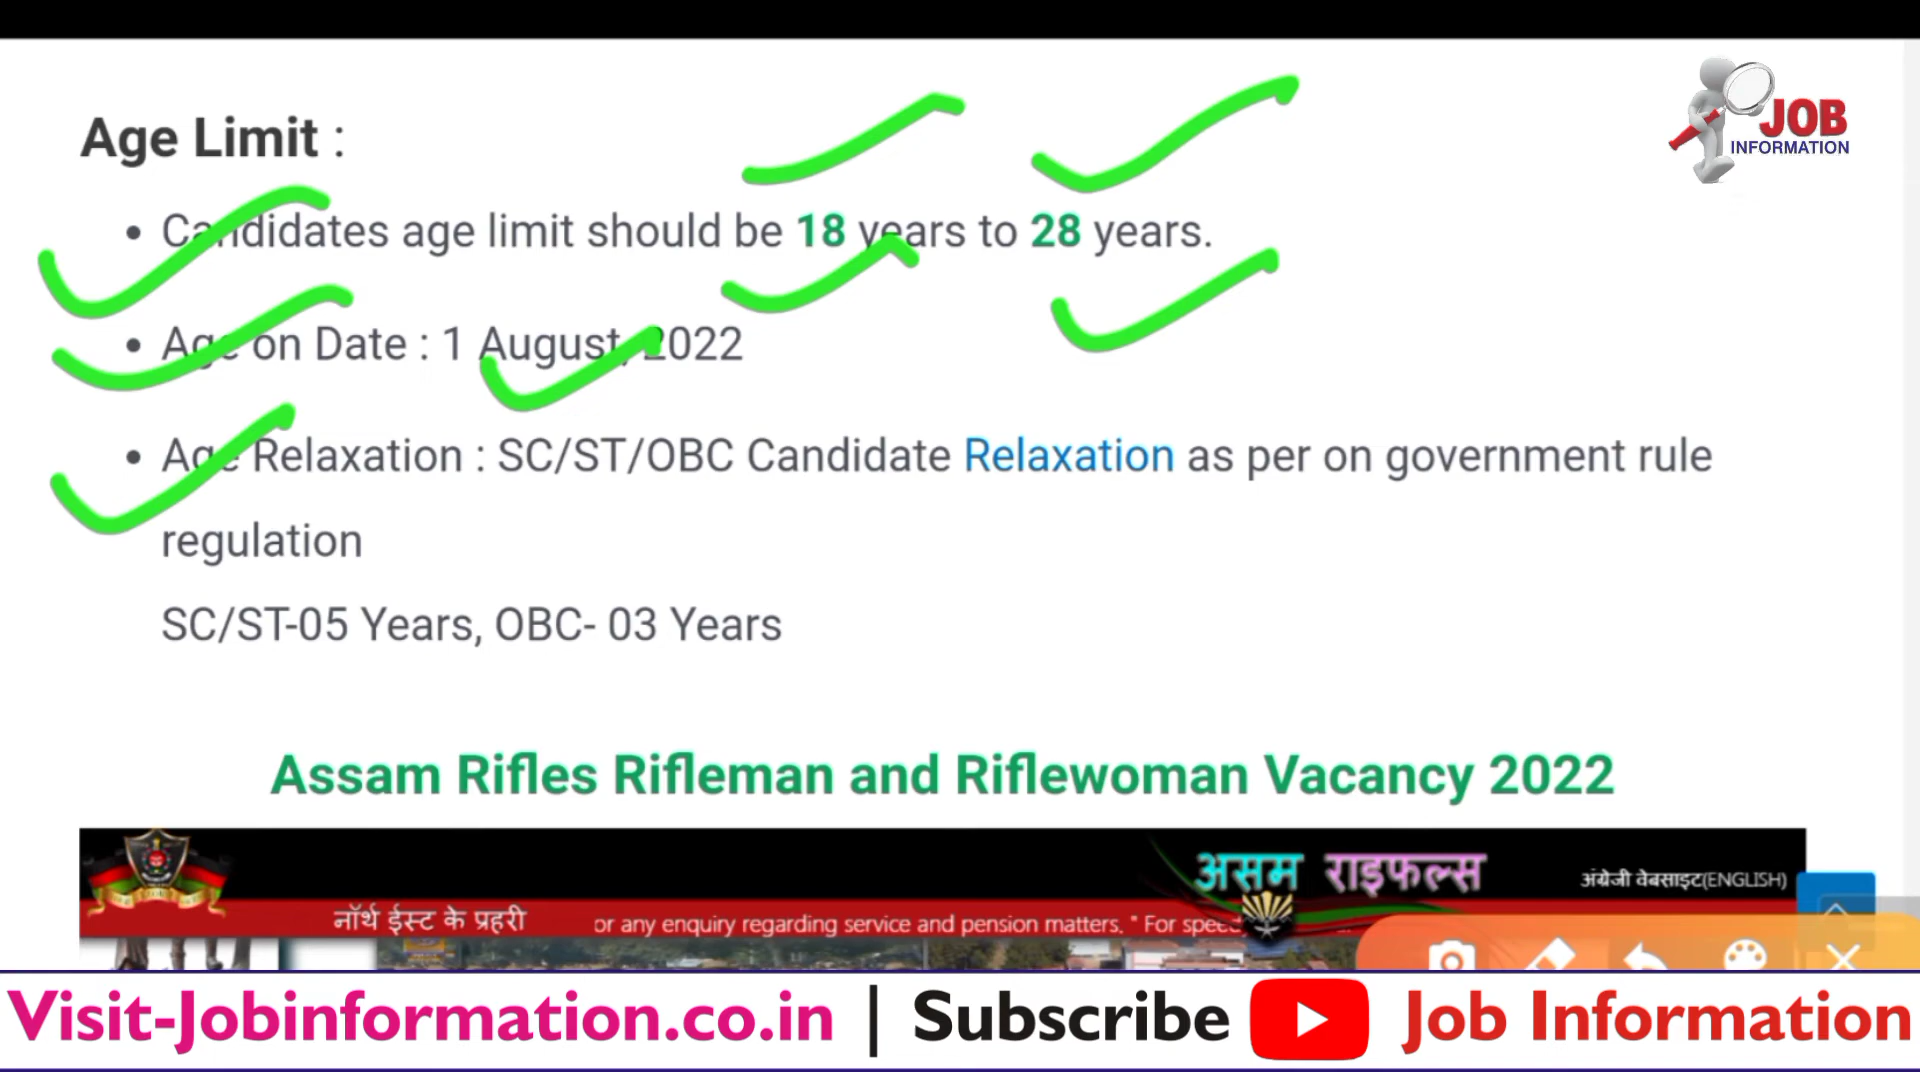 JOB
INFORMATION
Age Limit :
• Candidates age limit should be 18 years to 28 years.
• Age on Date : 1 August, 2022
• Age Relaxation : SC/ST/OBC Candidate Relaxation as per on government rule
regulation
SC/ST-05 Years, OBC- 03 Years
Assam Rifles Rifleman and Riflewoman Vacancy 2022
असम राइफल्स
अंग्रेजी वेबसाइट(ENGLISH)
नॉर्थ ईस्ट के प्रहरी
or any enquiry regarding service and pension matters. " For
Visit-Jobinformation.co.in | Subscribe Job Information